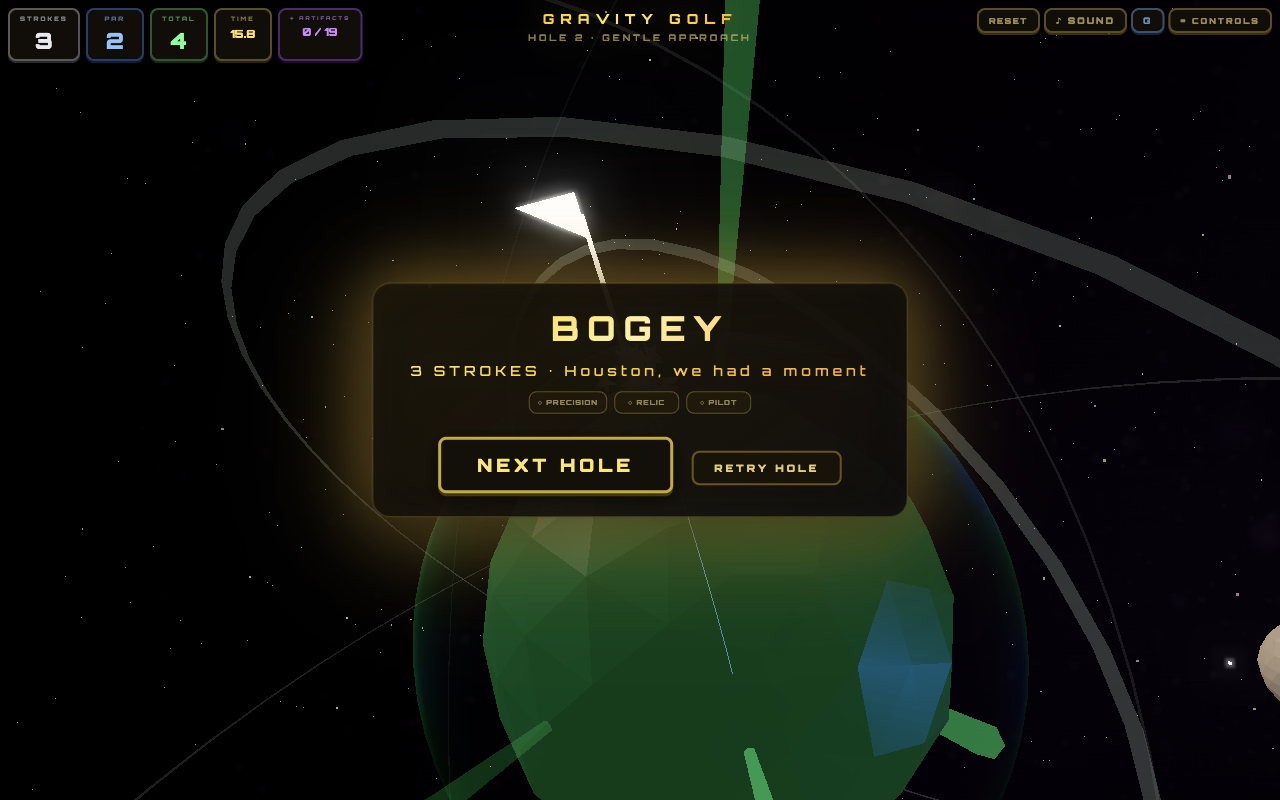 STROKES
3
PAR
2
TOTAL
4
TIME
15.8
✦ ARTIFACTS
0 / 19
GRAVITY GOLF
HOLE 2 · GENTLE APPROACH
RESET
♪ SOUND
G
≡ CONTROLS
BOGEY
3 STROKES · Houston, we had a moment
○ PRECISION
○ RELIC
○ PILOT
NEXT HOLE
RETRY HOLE